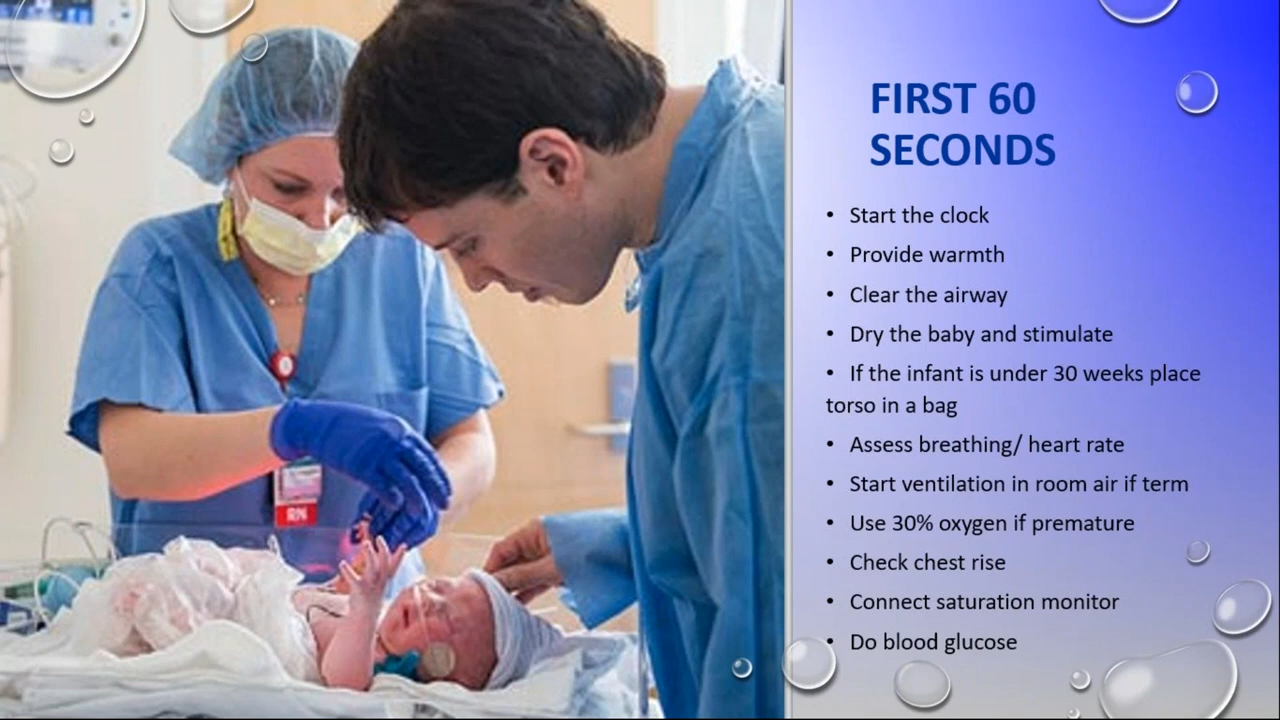 FIRST 60
SECONDS
• Start the clock
• Provide warmth
• Clear the airway
• Dry the baby and stimulate
• If the infant is under 30 weeks place
torso in a bag
• Assess breathing/ heart rate
• Start ventilation in room air if term
• Use 30% oxygen if premature
• Check chest rise
• Connect saturation monitor
• Do blood glucose
RN